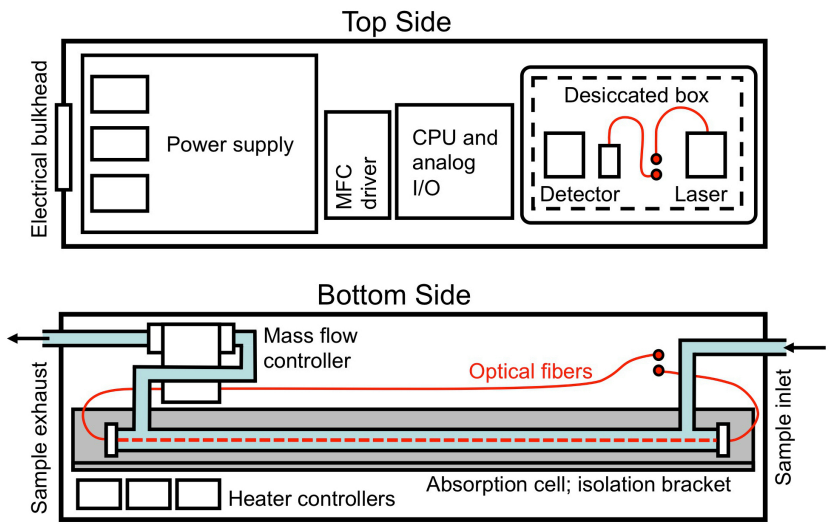 Top Side
Electrical bulkhead
Power supply
MFC
driver
CPU and
analog
I/O
Desiccated box
Detector
Laser
Bottom Side
Sample exhaust
Mass flow
controller
Optical fibers
Sample inlet
Absorption cell; isolation bracket
Heater controllers